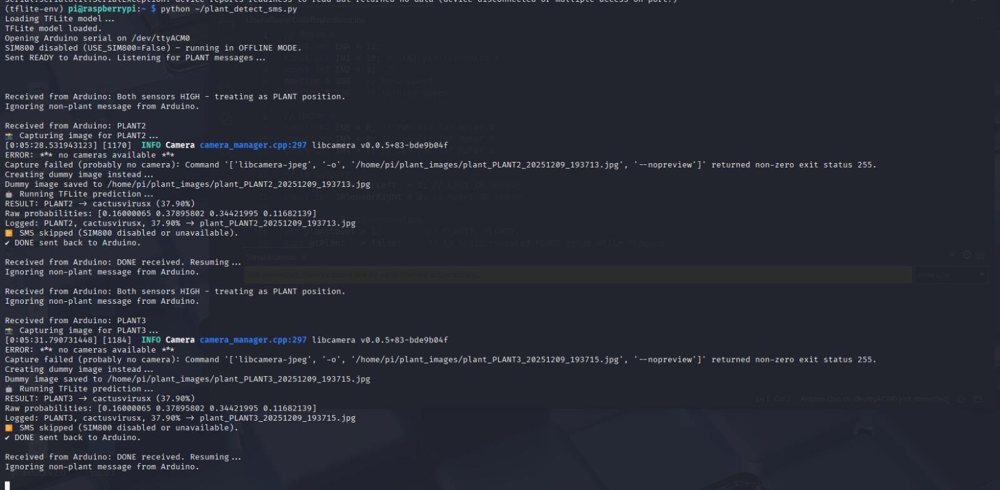 serial.serialutil.SerialException: device reports readiness to read but returned no data (device disconnected or multiple access on port?)
(tflite-env) pi@raspberrypi:~ $ python ~/plant_detect_sms.py
Loading TFLite model...
TFLite model loaded.
Opening Arduino serial on /dev/ttyACM0
SIM800 disabled (USE_SIM800=False) — running in OFFLINE MODE.
Sent READY to Arduino. Listening for PLANT messages...
Received from Arduino: Both sensors HIGH - treating as PLANT position.
Ignoring non-plant message from Arduino.
Received from Arduino: PLANT2
📸 Capturing image for PLANT2...
[0:05:28.531943123] [1170]  INFO Camera camera_manager.cpp:297 libcamera v0.0.5+83-bde9b04f
ERROR: *** no cameras available ***
Capture failed (probably no camera): Command '['libcamera-jpeg', '-o', '/home/pi/plant_images/plant_PLANT2_20251209_193713.jpg', '--nopreview']' returned non-zero exit status 255.
Creating dummy image instead...
Dummy image saved to /home/pi/plant_images/plant_PLANT2_20251209_193713.jpg
🤖 Running TFLite prediction...
RESULT: PLANT2 → cactusvirusx (37.90%)
Raw probabilities: [0.16000065 0.37895802 0.34421995 0.11682139]
Logged: PLANT2, cactusvirusx, 37.90% → plant_PLANT2_20251209_193713.jpg
SMS skipped (SIM800 disabled or unavailable).
✔ DONE sent back to Arduino.
Received from Arduino: DONE received. Resuming...
Ignoring non-plant message from Arduino.
Received from Arduino: Both sensors HIGH - treating as PLANT position.
Ignoring non-plant message from Arduino.
Received from Arduino: PLANT3
📸 Capturing image for PLANT3...
[0:05:31.790731448] [1184]  INFO Camera camera_manager.cpp:297 libcamera v0.0.5+83-bde9b04f
ERROR: *** no cameras available ***
Capture failed (probably no camera): Command '['libcamera-jpeg', '-o', '/home/pi/plant_images/plant_PLANT3_20251209_193715.jpg', '--nopreview']' returned non-zero exit status 255.
Creating dummy image instead...
Dummy image saved to /home/pi/plant_images/plant_PLANT3_20251209_193715.jpg
🤖 Running TFLite prediction...
RESULT: PLANT3 → cactusvirusx (37.90%)
Raw probabilities: [0.16000065 0.37895802 0.34421995 0.11682139]
Logged: PLANT3, cactusvirusx, 37.90% → plant_PLANT3_20251209_193715.jpg
SMS skipped (SIM800 disabled or unavailable).
✔ DONE sent back to Arduino.
Received from Arduino: DONE received. Resuming...
Ignoring non-plant message from Arduino.